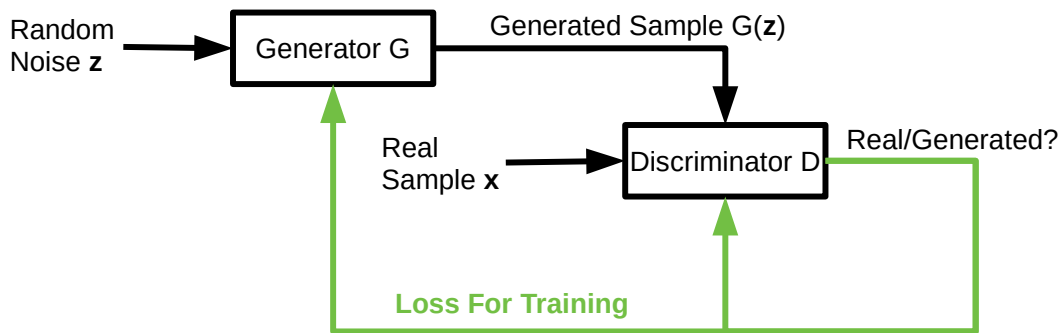 Random
Noise z
Generator G
Generated Sample G(z)
Real
Sample x
Discriminator D
Real/Generated?
Loss For Training